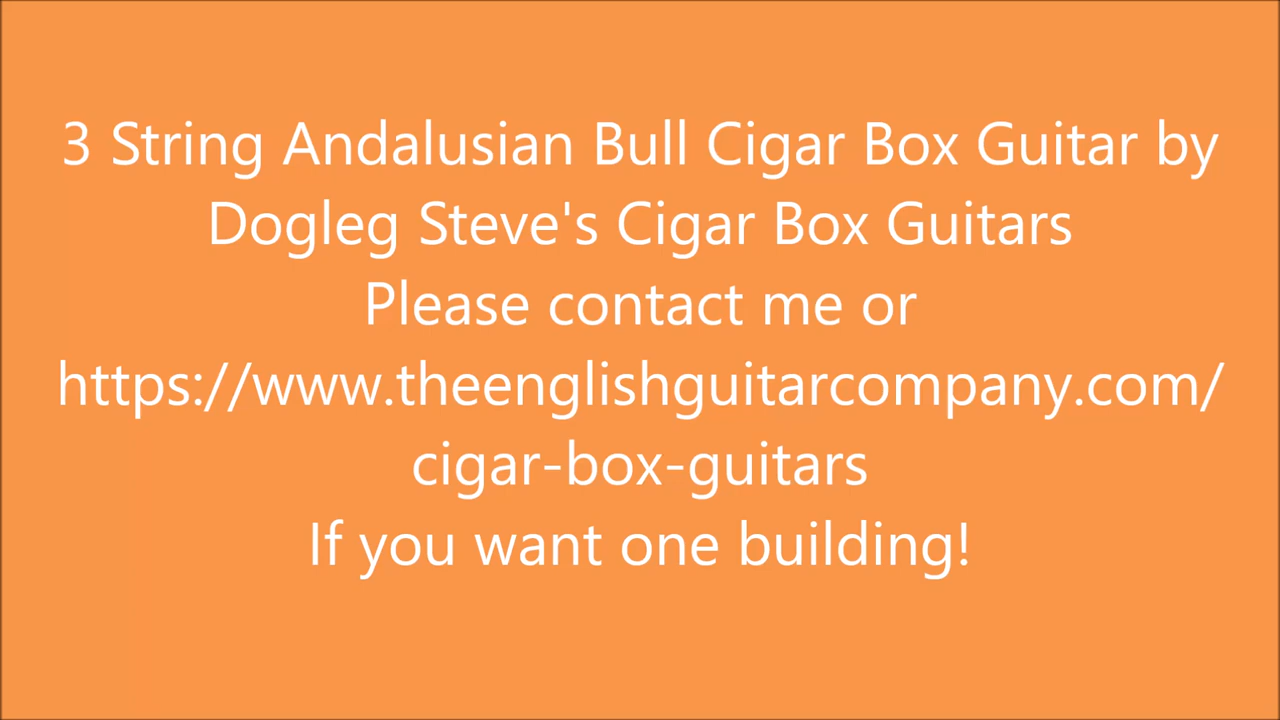 3 String Andalusian Bull Cigar Box Guitar by
Dogleg Steve's Cigar Box Guitars
Please contact me or
https://www.theenglishguitarcompany.com/
cigar-box-guitars
If you want one building!